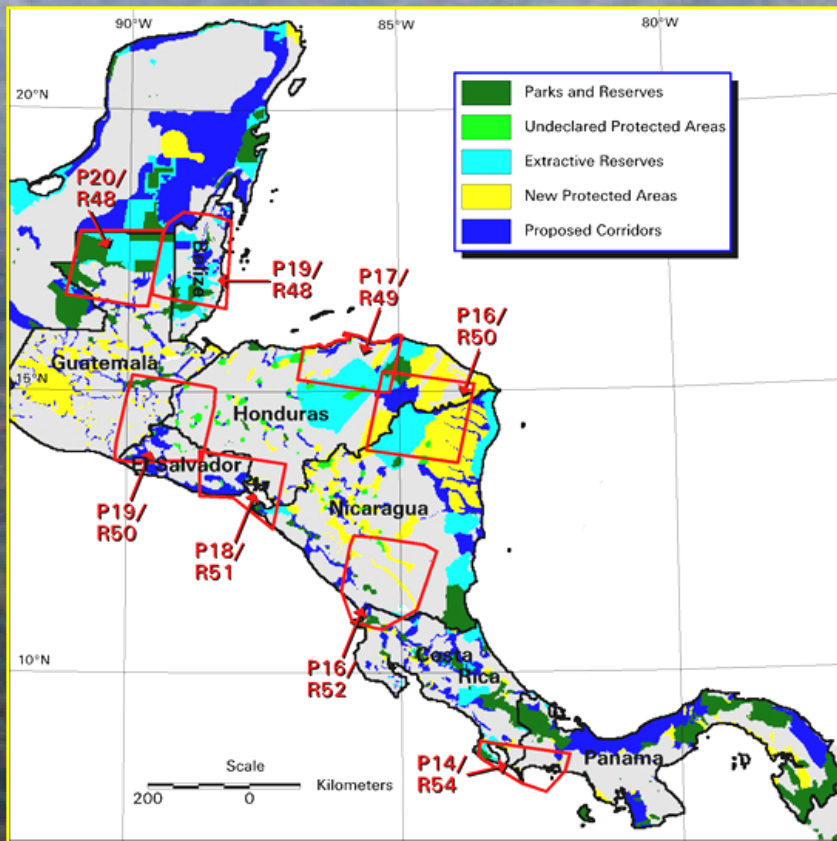 90°W
85°W
80°W
20°N
Parks and Reserves
Undeclared Protected Areas
Extractive Reserves
New Protected Areas
Proposed Corridors
P20/
R48
Belize
P19/
R48
P17/
R49
P16/
R50
Guatemala
15°N
Honduras
El Salvador
P19/
R50
P18/
R51
Nicaragua
10°N
P16
R52
Costa
Rica
P14/
R54
Panama
Scale
Kilometers
200
0